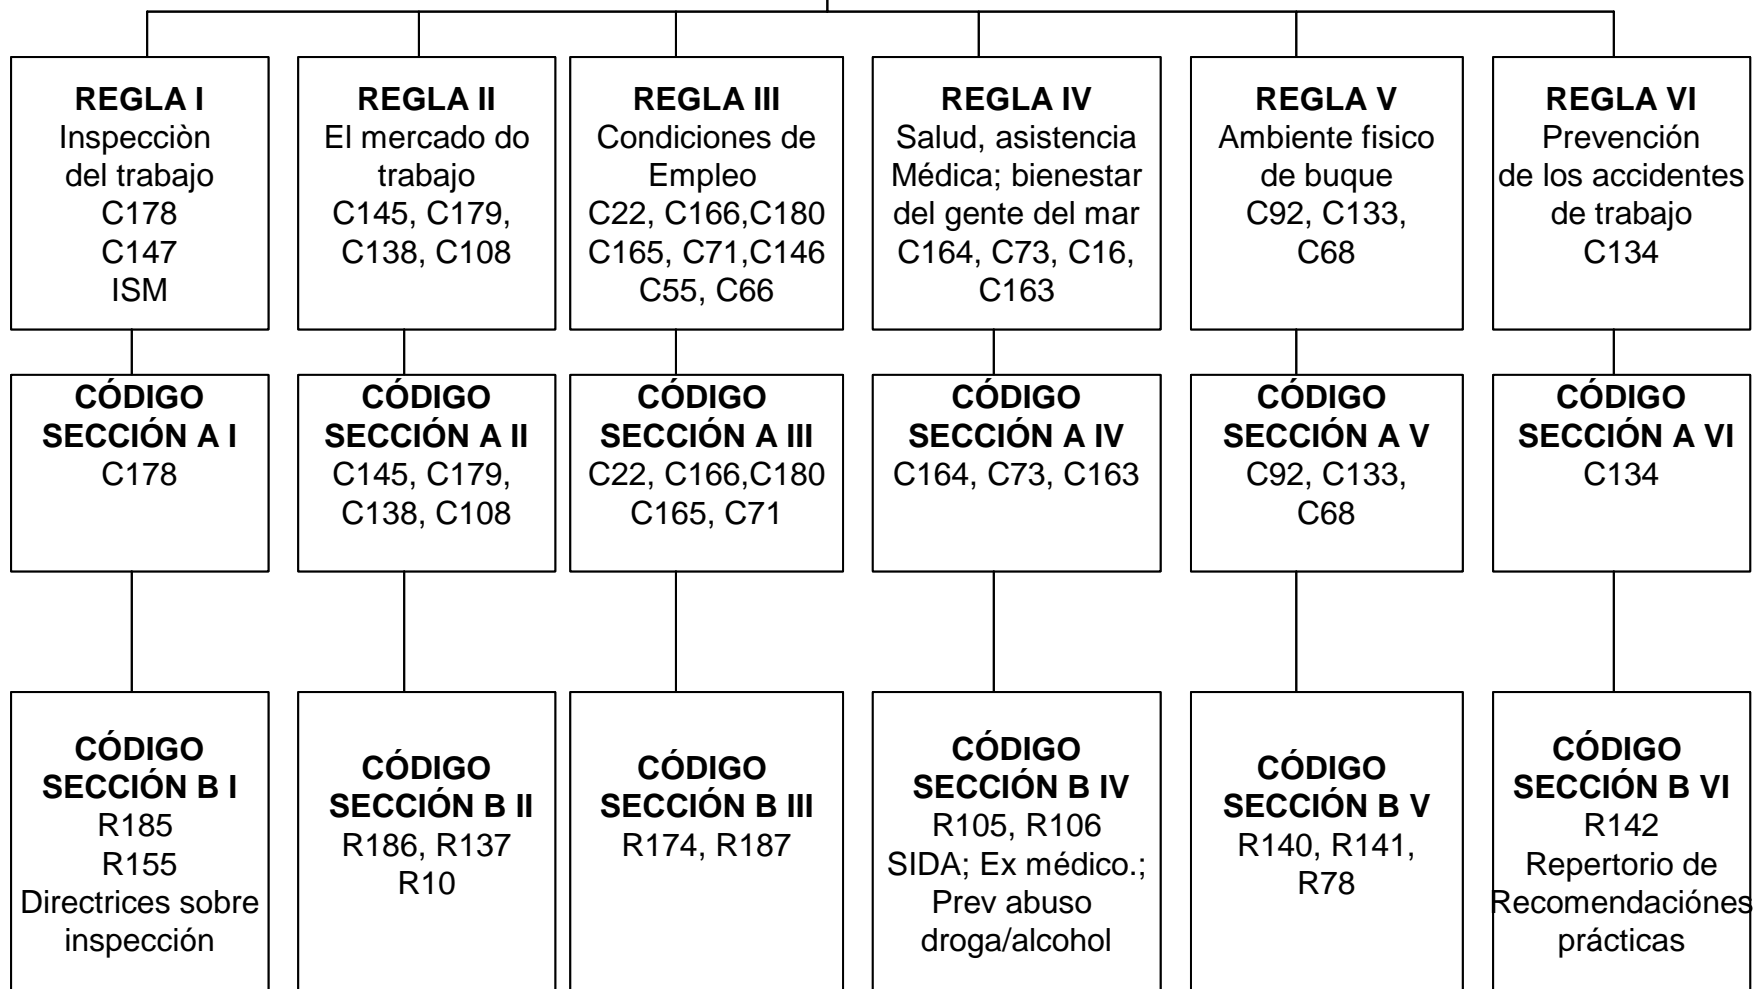 REGLA I
Inspecciòn
del trabajo
C178
C147
ISM
REGLA II
El mercado do
trabajo
C145, C179,
C138, C108
REGLA III
Condiciones de
Empleo
C22, C166,C180
C165, C71,C146
C55, C66
REGLA IV
Salud, asistencia
Médica; bienestar
del gente del mar
C164, C73, C16,
C163
REGLA V
Ambiente fisico
de buque
C92, C133,
C68
REGLA VI
Prevención
de los accidentes
de trabajo
C134
CÓDIGO
SECCIÓN A I
C178
CÓDIGO
SECCIÓN A II
C145, C179,
C138, C108
CÓDIGO
SECCIÓN A III
C22, C166,C180
C165, C71
CÓDIGO
SECCIÓN A IV
C164, C73, C163
CÓDIGO
SECCIÓN A V
C92, C133,
C68
CÓDIGO
SECCIÓN A VI
C134
CÓDIGO
SECCIÓN B I
R185
R155
Directrices sobre
inspección
CÓDIGO
SECCIÓN B II
R186, R137
R10
CÓDIGO
SECCIÓN B III
R174, R187
CÓDIGO
SECCIÓN B IV
R105, R106
SIDA; Ex médico.;
Prev abuso
droga/alcohol
CÓDIGO
SECCIÓN B V
R140, R141,
R78
CÓDIGO
SECCIÓN B VI
R142
Repertorio de
Recomendaciónes
prácticas